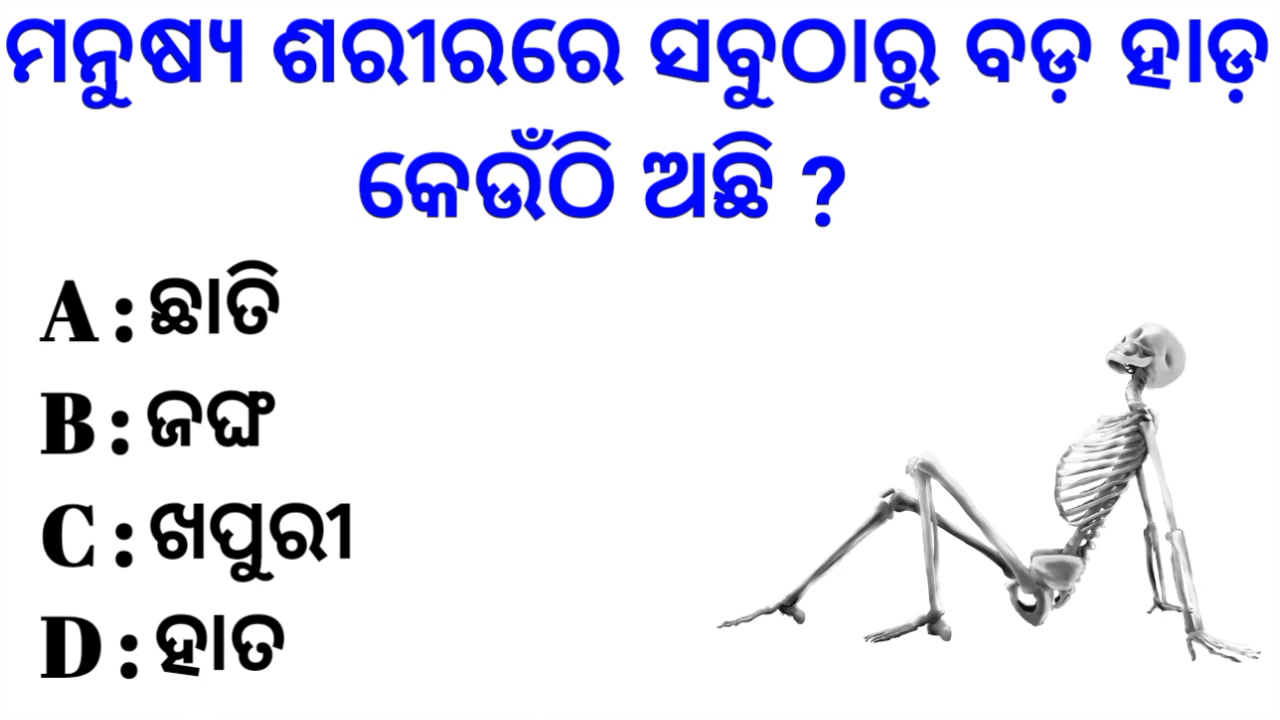 ମନୁଷ୍ୟ ଶରୀରରେ ସବୁଠାରୁ ବଡ଼ ହାଡ଼
କେଉଁଠି ଅଛି ?
A : ଛାତି
B : ଜଙ୍ଘ
C : ଖପୁରୀ
D : ହାତ